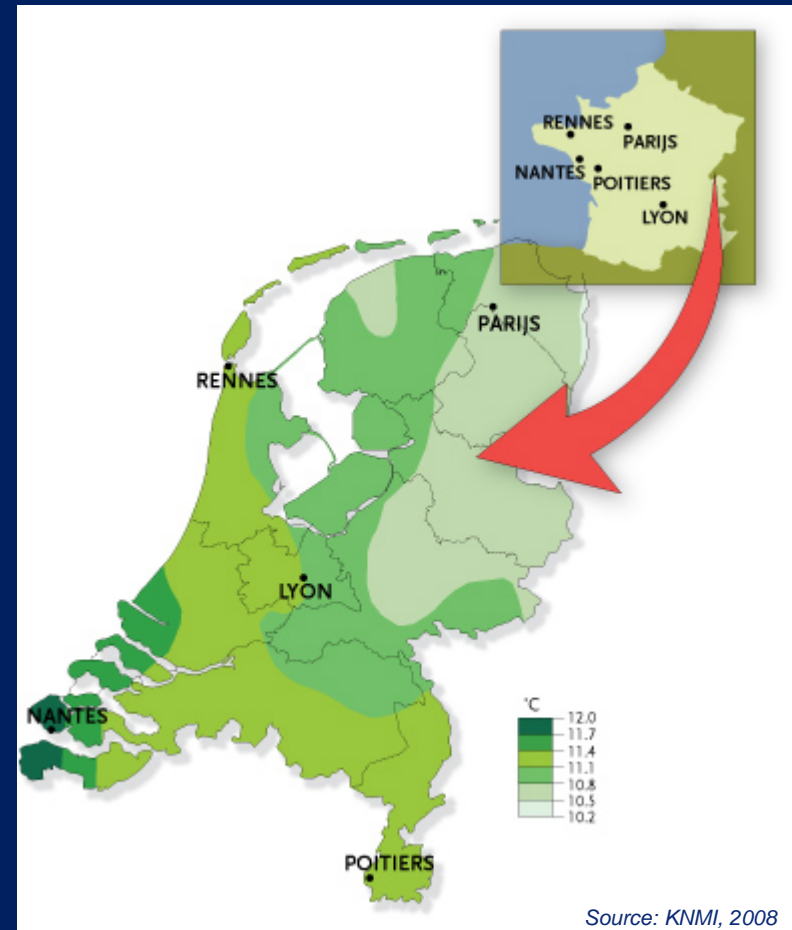 RENNES
PARIJS
NANTES
POITIERS
LYON
PARIJS
RENNES
LYON
NANTES
POITIERS
°C
12.0
11.7
11.4
11.1
10.8
10.5
10.2
Source: KNMI, 2008